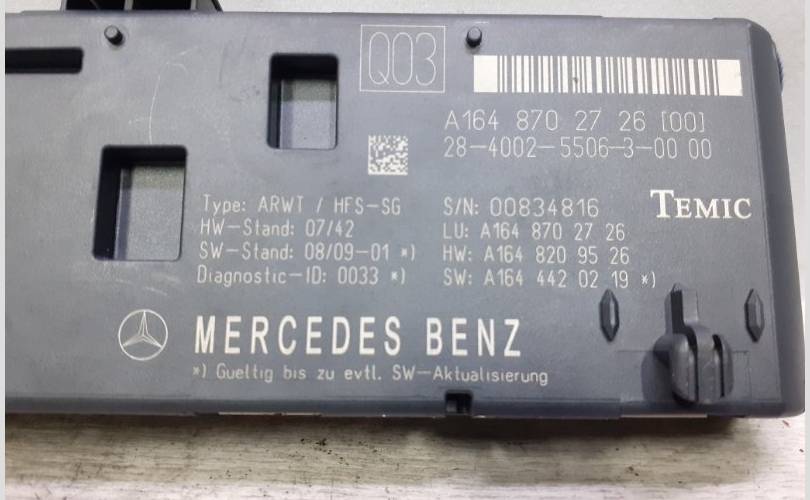 Q03
A164 870 27 26 [00]
28-4002-5506-3-00 00
Type: ARWT / HFS-SG
HW-Stand: 07/42
SW-Stand: 08/09-01 *)
Diagnostic-ID: 0033 *)
S/N: 00834816
LU: A164 870 27 26
HW: A164 820 95 26
SW: A164 442 02 19 *)
TEMIC
MERCEDES BENZ
*) Gueltig bis zu evtl. SW-Aktualisierung